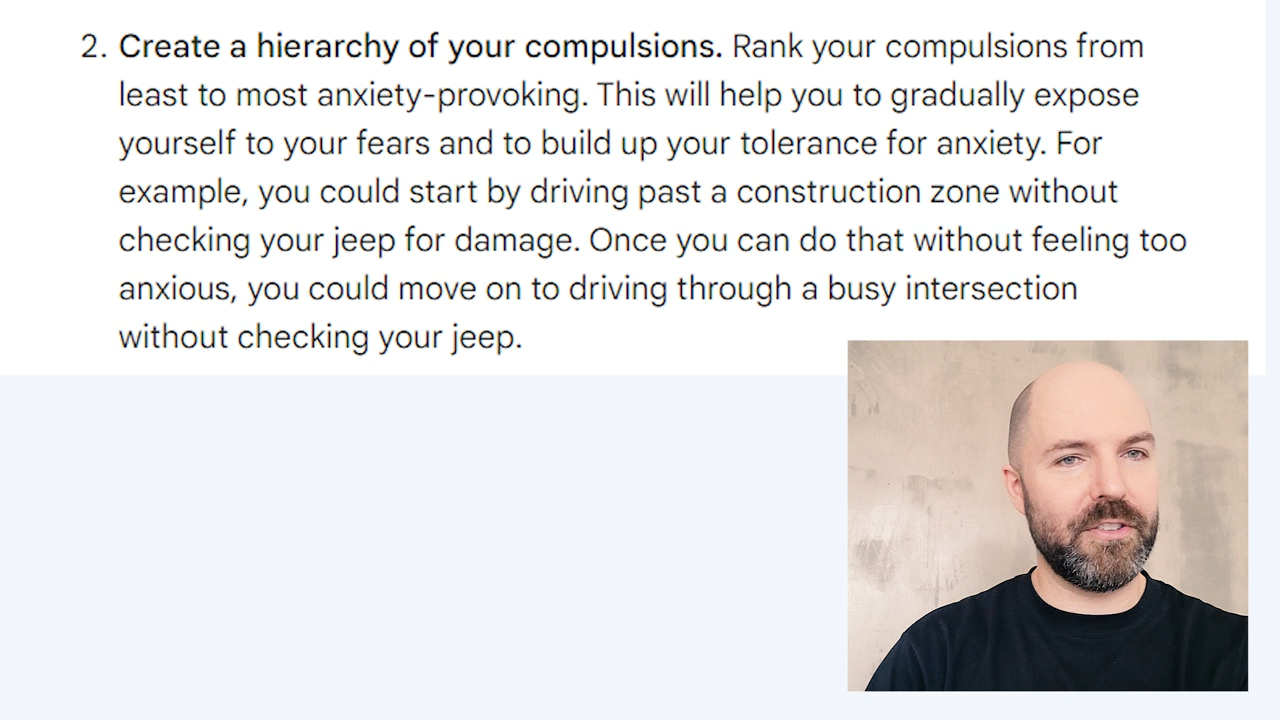 2. Create a hierarchy of your compulsions. Rank your compulsions from
least to most anxiety-provoking. This will help you to gradually expose
yourself to your fears and to build up your tolerance for anxiety. For
example, you could start by driving past a construction zone without
checking your jeep for damage. Once you can do that without feeling too
anxious, you could move on to driving through a busy intersection
without checking your jeep.